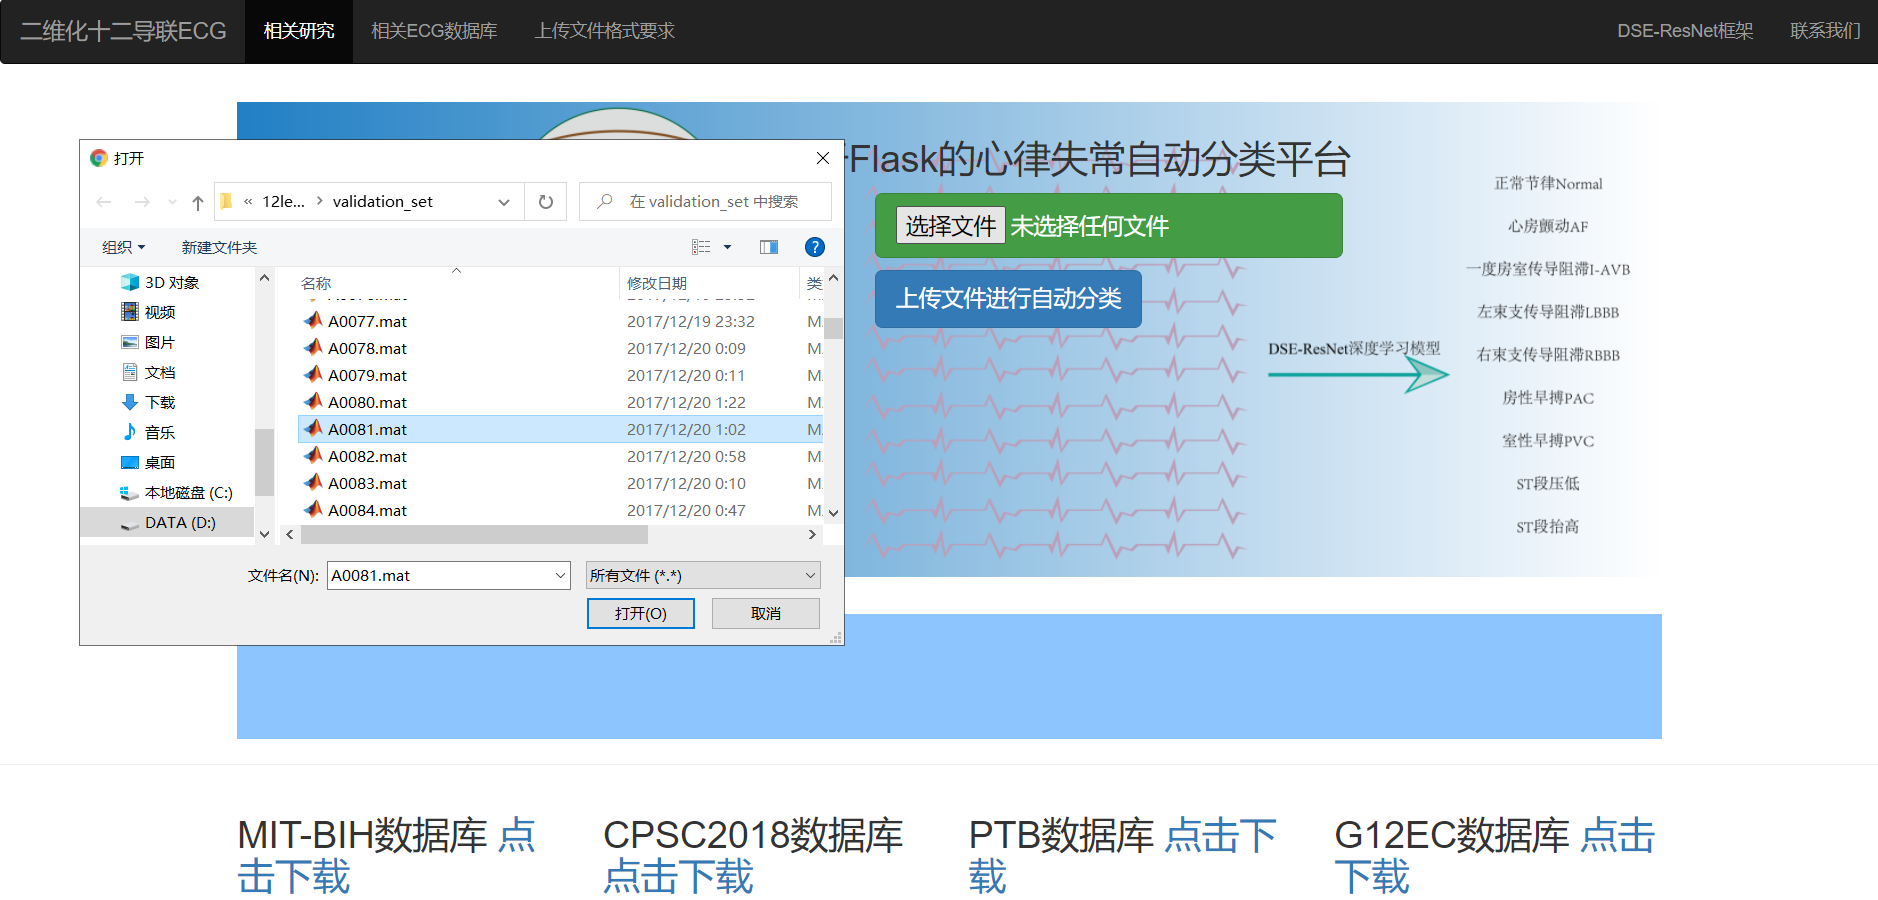 二维化十二导联ECG 相关研究 相关ECG数据库 上传文件格式要求 DSE-ResNet框架 联系我们
Flask的心律失常自动分类平台
选择文件 未选择任何文件
上传文件进行自动分类
DSE-ResNet深度学习模型
正常节律Normal
心房颤动AF
一度房室传导阻滞I-AVB
左束支传导阻滞LBBB
右束支传导阻滞RBBB
房性早搏PAC
室性早搏PVC
ST段压低
ST段抬高
打开
« 12le... › validation_set
在 validation_set 中搜索
组织 新建文件夹
3D 对象
视频
图片
文档
下载
音乐
桌面
本地磁盘 (C:)
DATA (D:)
名称 修改日期 类
A0077.mat 2017/12/19 23:32 M
A0078.mat 2017/12/20 0:09 M
A0079.mat 2017/12/20 0:11 M
A0080.mat 2017/12/20 1:22 M
A0081.mat 2017/12/20 1:02 M
A0082.mat 2017/12/20 0:58 M
A0083.mat 2017/12/20 0:10 M
A0084.mat 2017/12/20 0:47 M
文件名(N): A0081.mat 所有文件 (*.*)
打开(O) 取消
MIT-BIH数据库 点
击下载
CPSC2018数据库
点击下载
PTB数据库 点击下
载
G12EC数据库 点击
下载